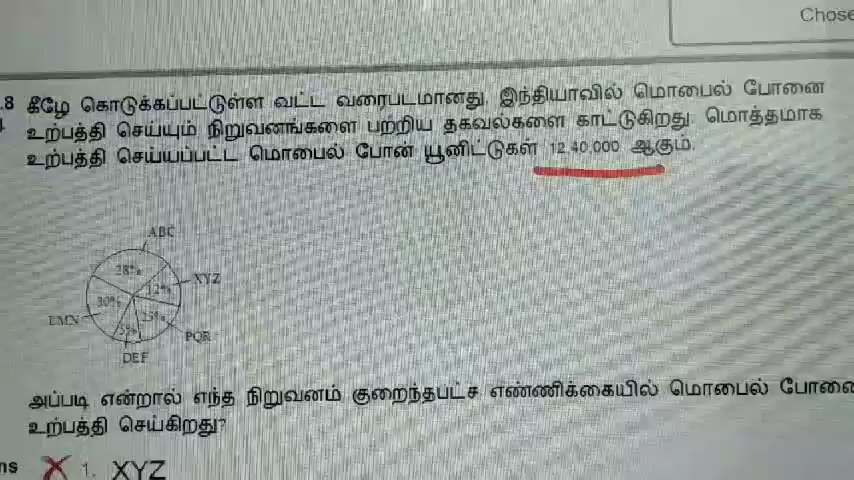 Chose
.8 கீழே கொடுக்கப்பட்டுள்ள வட்ட வரைபடமானது, இந்தியாவில் மொபைல் போனை
உற்பத்தி செய்யும் நிறுவனங்களை பற்றிய தகவல்களை காட்டுகிறது. மொத்தமாக
உற்பத்தி செய்யப்பட்ட மொபைல் போன் யூனிட்டுகள் 12,40,000 ஆகும்.
ABC
28%
XYZ
12%
30%
LMN
25%
5%
PQR
DEF
அப்படி என்றால் எந்த நிறுவனம் குறைந்தபட்ச எண்ணிக்கையில் மொபைல் போனை
உற்பத்தி செய்கிறது?
ns 1. XYZ